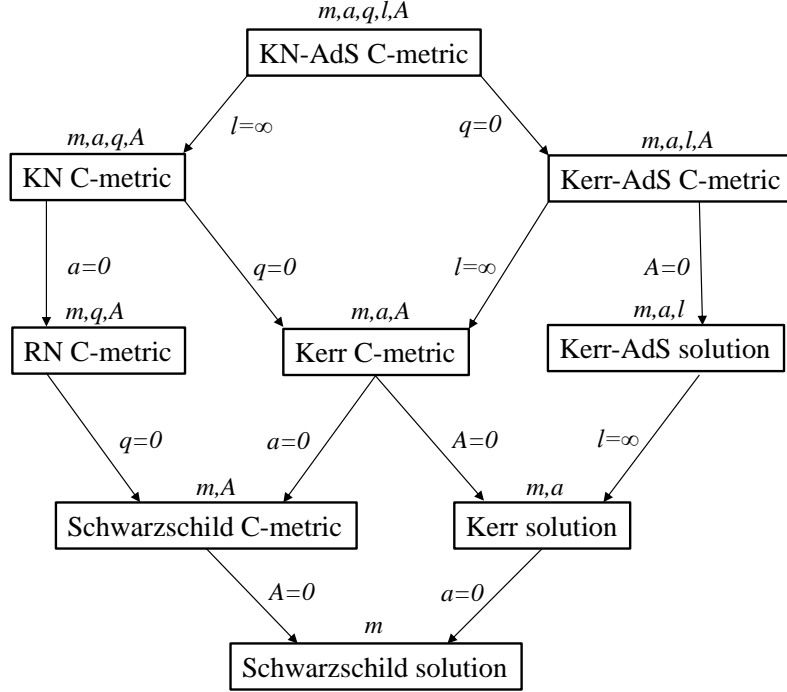 m,a,q,l,A
KN-AdS C-metric
l=∞
q=0
m,a,q,A
m,a,l,A
KN C-metric
Kerr-AdS C-metric
a=0
q=0
l=∞
A=0
m,q,A
m,a,A
m,a,l
RN C-metric
Kerr C-metric
Kerr-AdS solution
q=0
a=0
A=0
l=∞
m,A
m,a
Schwarzschild C-metric
Kerr solution
A=0
a=0
m
Schwarzschild solution